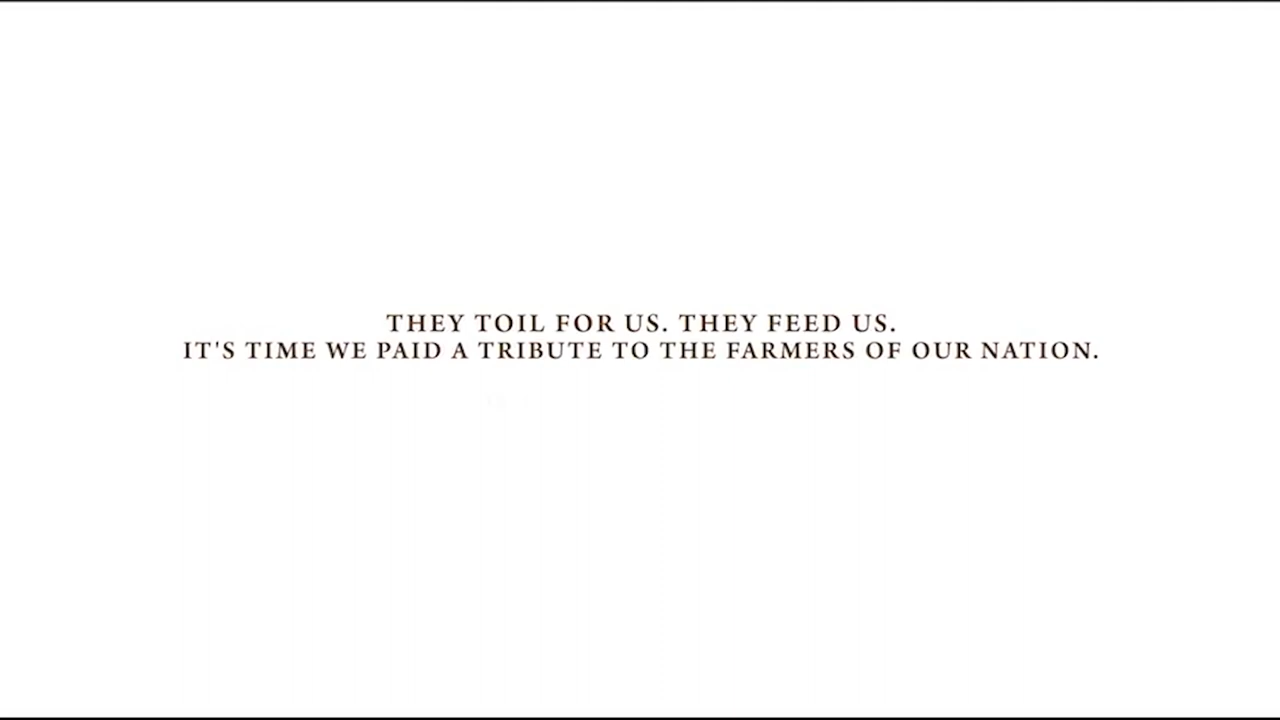 THEY TOIL FOR US. THEY FEED US.
IT'S TIME WE PAID A TRIBUTE TO THE FARMERS OF OUR NATION.